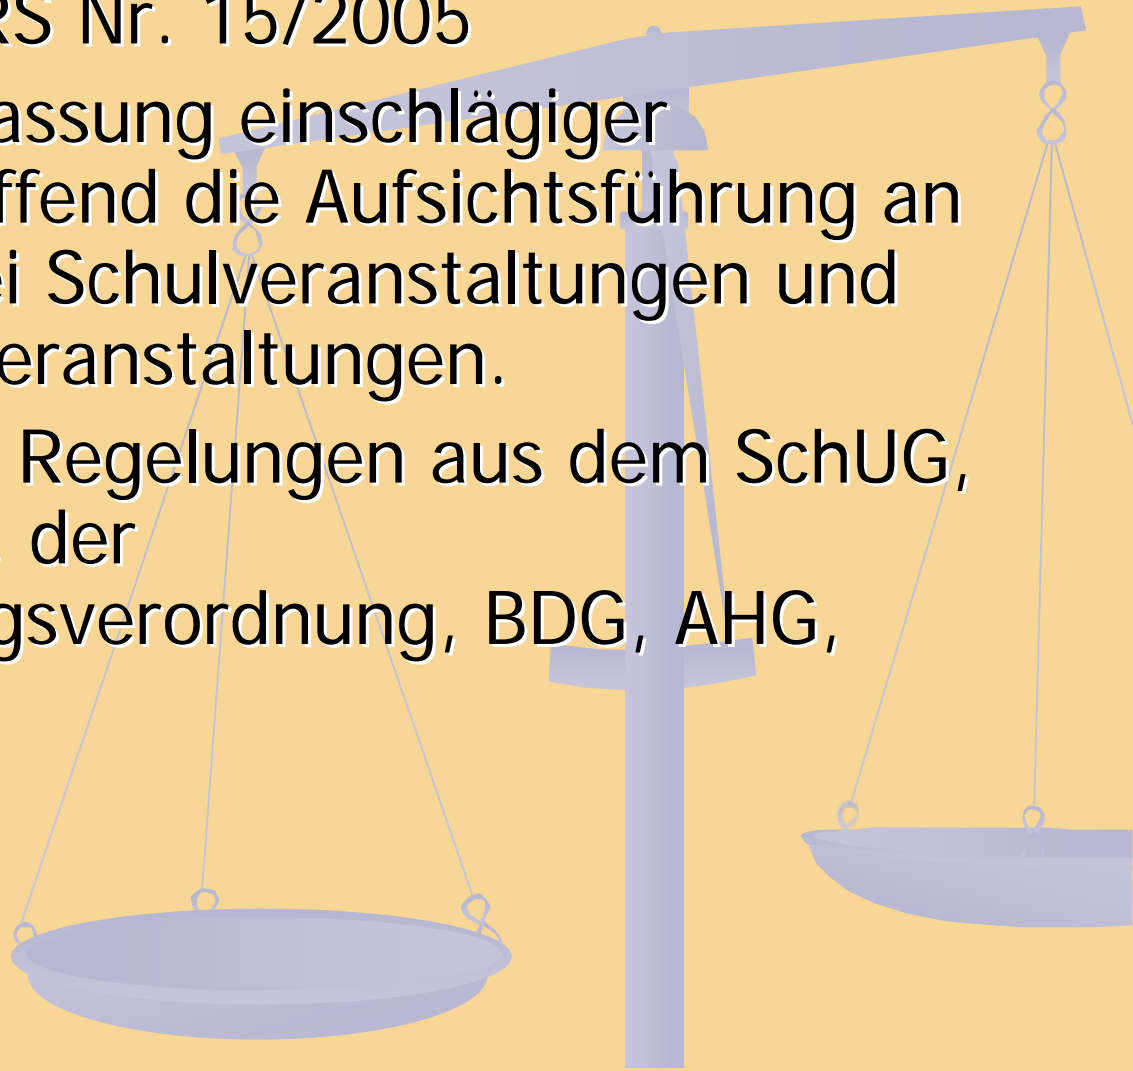 RS Nr. 15/2005
assung einschlägiger
ffend die Aufsichtsführung an
ei Schulveranstaltungen und
eranstaltungen.
Regelungen aus dem SchUG,
. der
gsverordnung, BDG, AHG,